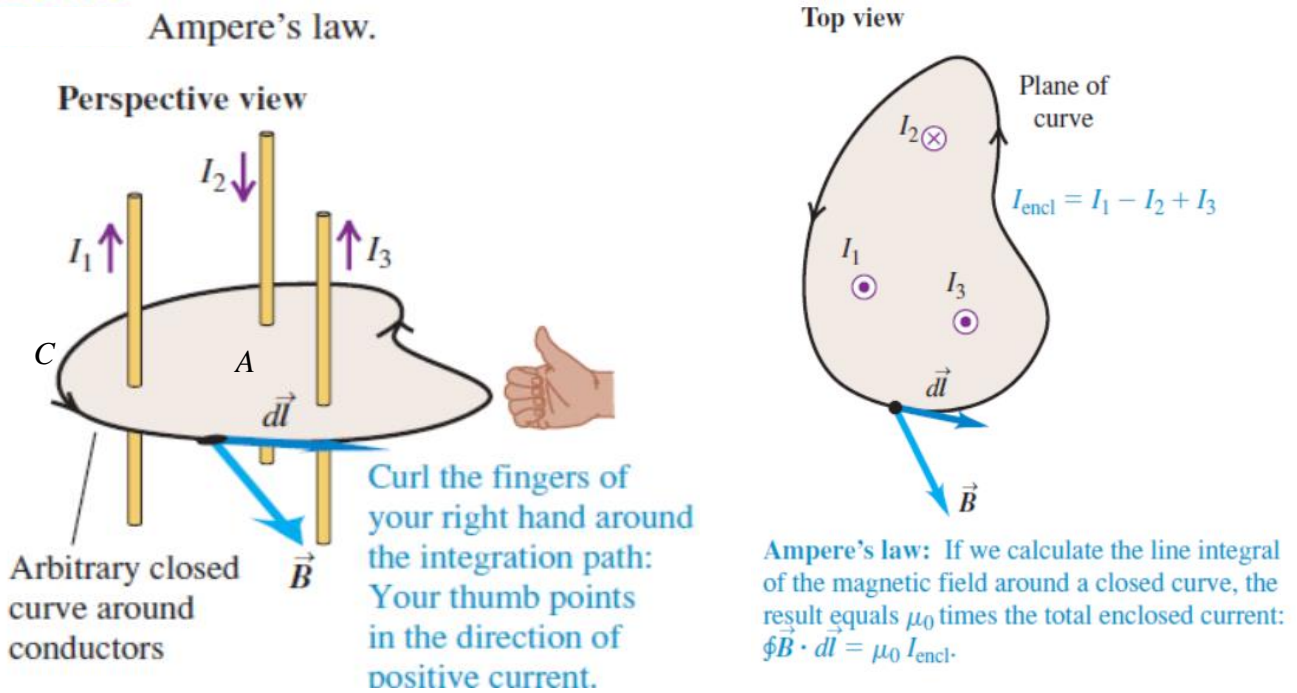 Ampere's law.
Perspective view
I₁
I₂
I₃
C
A
dl⃗
B⃗
Arbitrary closed
curve around
conductors
Curl the fingers of
your right hand around
the integration path:
Your thumb points
in the direction of
positive current.
Top view
Plane of
curve
I₂
I_encl = I₁ − I₂ + I₃
I₁
I₃
dl⃗
B⃗
Ampere's law: If we calculate the line integral
of the magnetic field around a closed curve, the
result equals μ₀ times the total enclosed current:
∮B⃗ · dl⃗ = μ₀ I_encl.